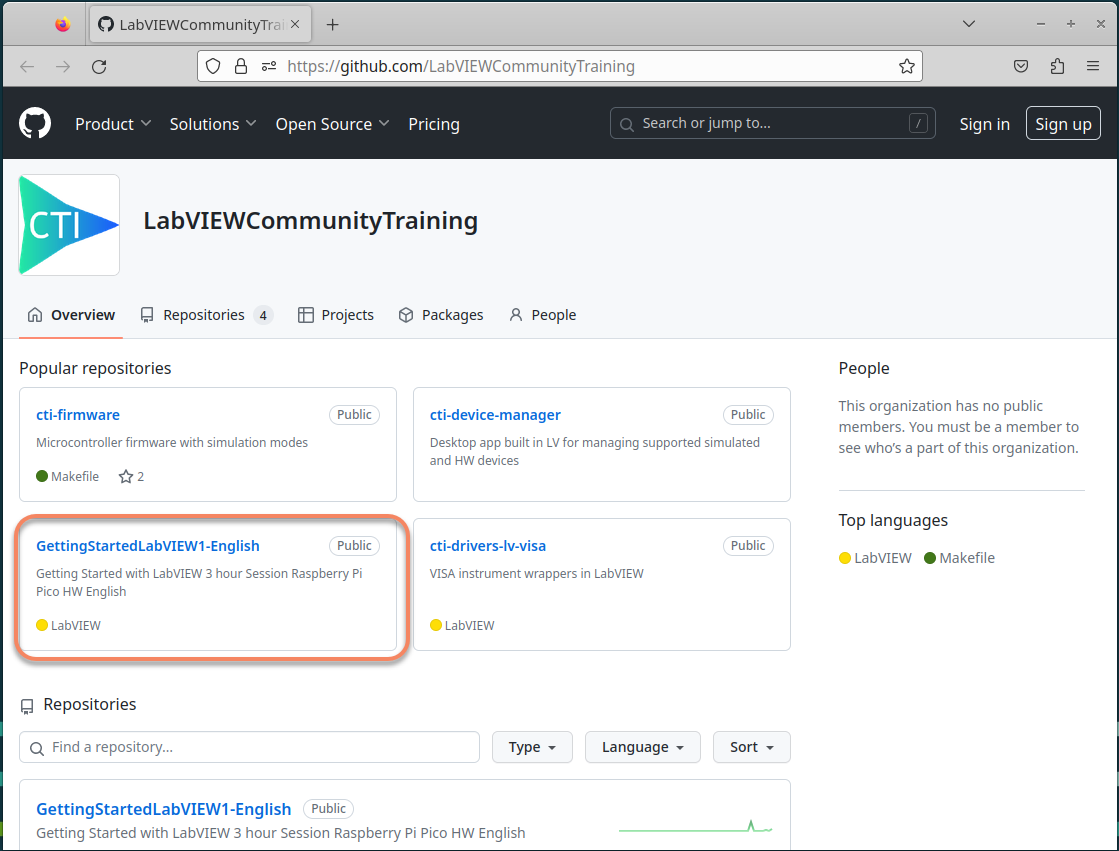 LabVIEWCommunityTrai
https://github.com/LabVIEWCommunityTraining
Product Solutions Open Source Pricing Search or jump to... / Sign in Sign up
CTI
LabVIEWCommunityTraining
Overview Repositories 4 Projects Packages People
Popular repositories
cti-firmware Public
Microcontroller firmware with simulation modes
Makefile 2
cti-device-manager Public
Desktop app built in LV for managing supported simulated
and HW devices
GettingStartedLabVIEW1-English Public
Getting Started with LabVIEW 3 hour Session Raspberry Pi
Pico HW English
LabVIEW
cti-drivers-lv-visa Public
VISA instrument wrappers in LabVIEW
LabVIEW
People
This organization has no public
members. You must be a member to
see who's a part of this organization.
Top languages
LabVIEW Makefile
Repositories
Find a repository... Type Language Sort
GettingStartedLabVIEW1-English Public
Getting Started with LabVIEW 3 hour Session Raspberry Pi Pico HW English